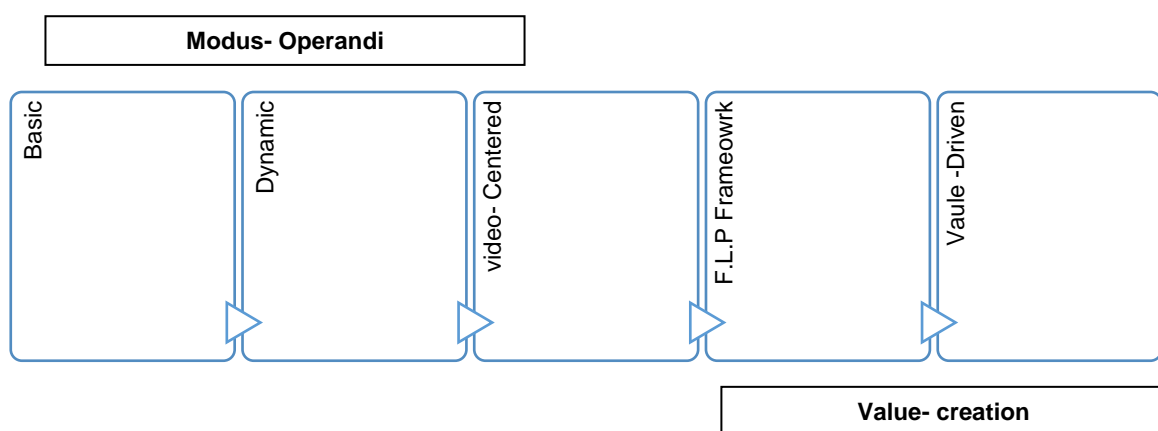 Modus- Operandi
Basic
Dynamic
video- Centered
F.L.P Frameowrk
Vaule -Driven
Value- creation